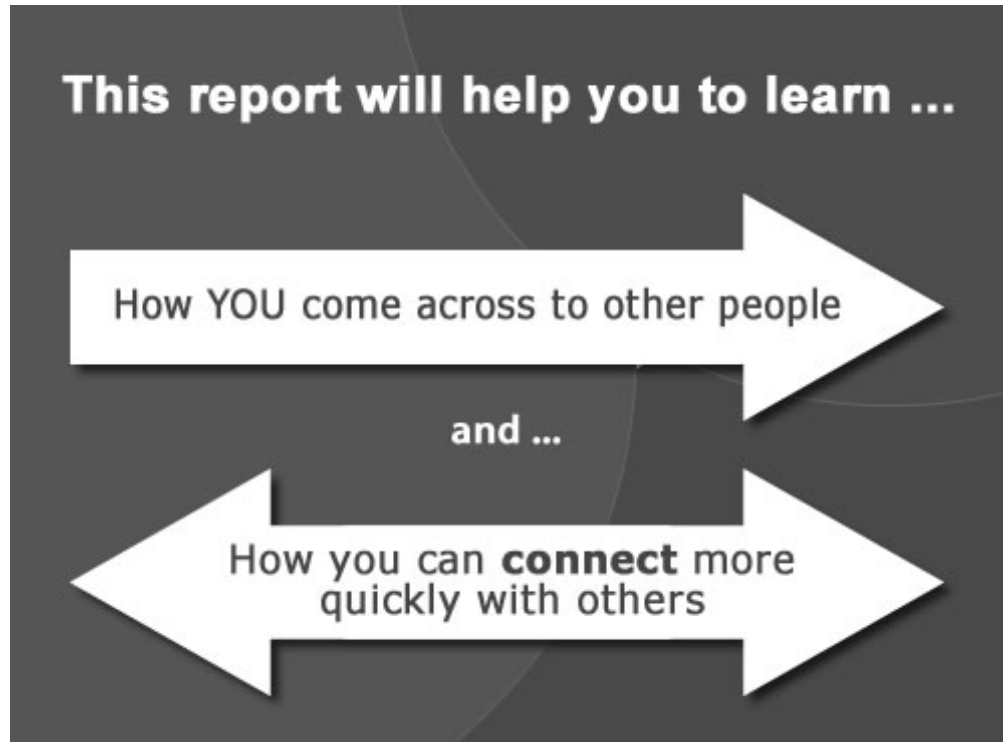 This report will help you to learn ...
How YOU come across to other people
and ...
How you can connect more
quickly with others